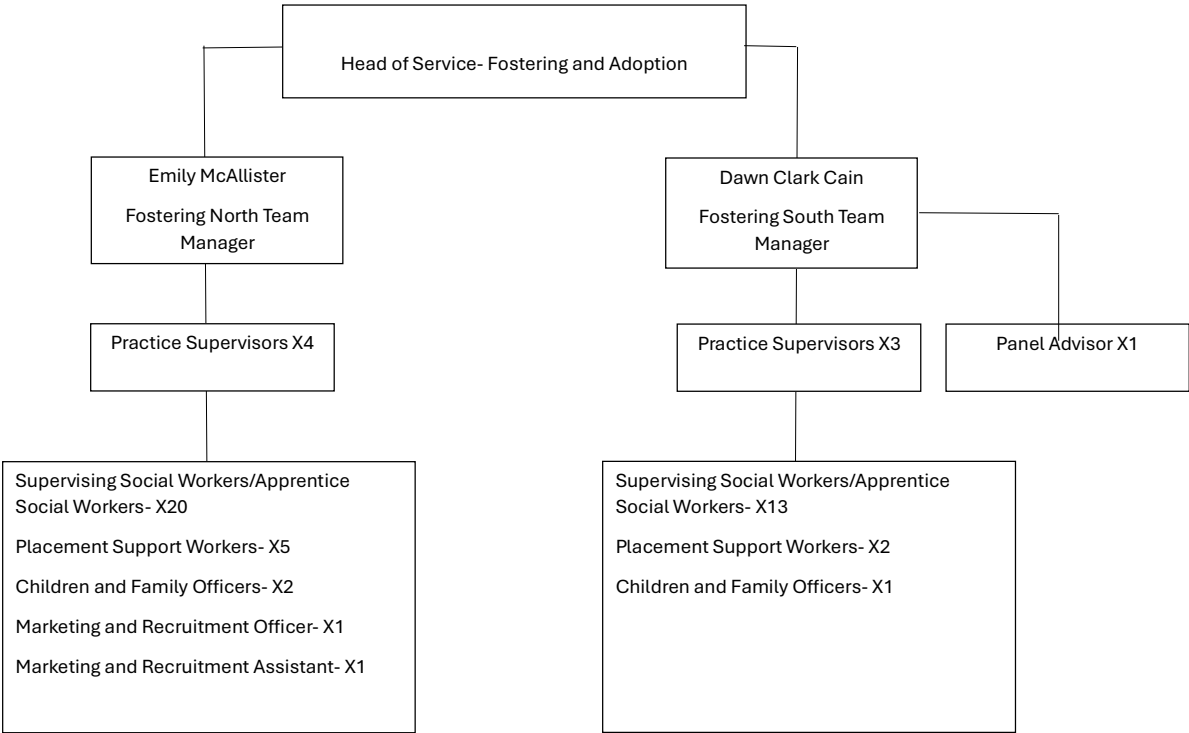 Head of Service- Fostering and Adoption
Emily McAllister
Fostering North Team
Manager
Dawn Clark Cain
Fostering South Team
Manager
Practice Supervisors X4
Practice Supervisors X3
Panel Advisor X1
Supervising Social Workers/Apprentice
Social Workers- X20
Placement Support Workers- X5
Children and Family Officers- X2
Marketing and Recruitment Officer- X1
Marketing and Recruitment Assistant- X1
Supervising Social Workers/Apprentice
Social Workers- X13
Placement Support Workers- X2
Children and Family Officers- X1